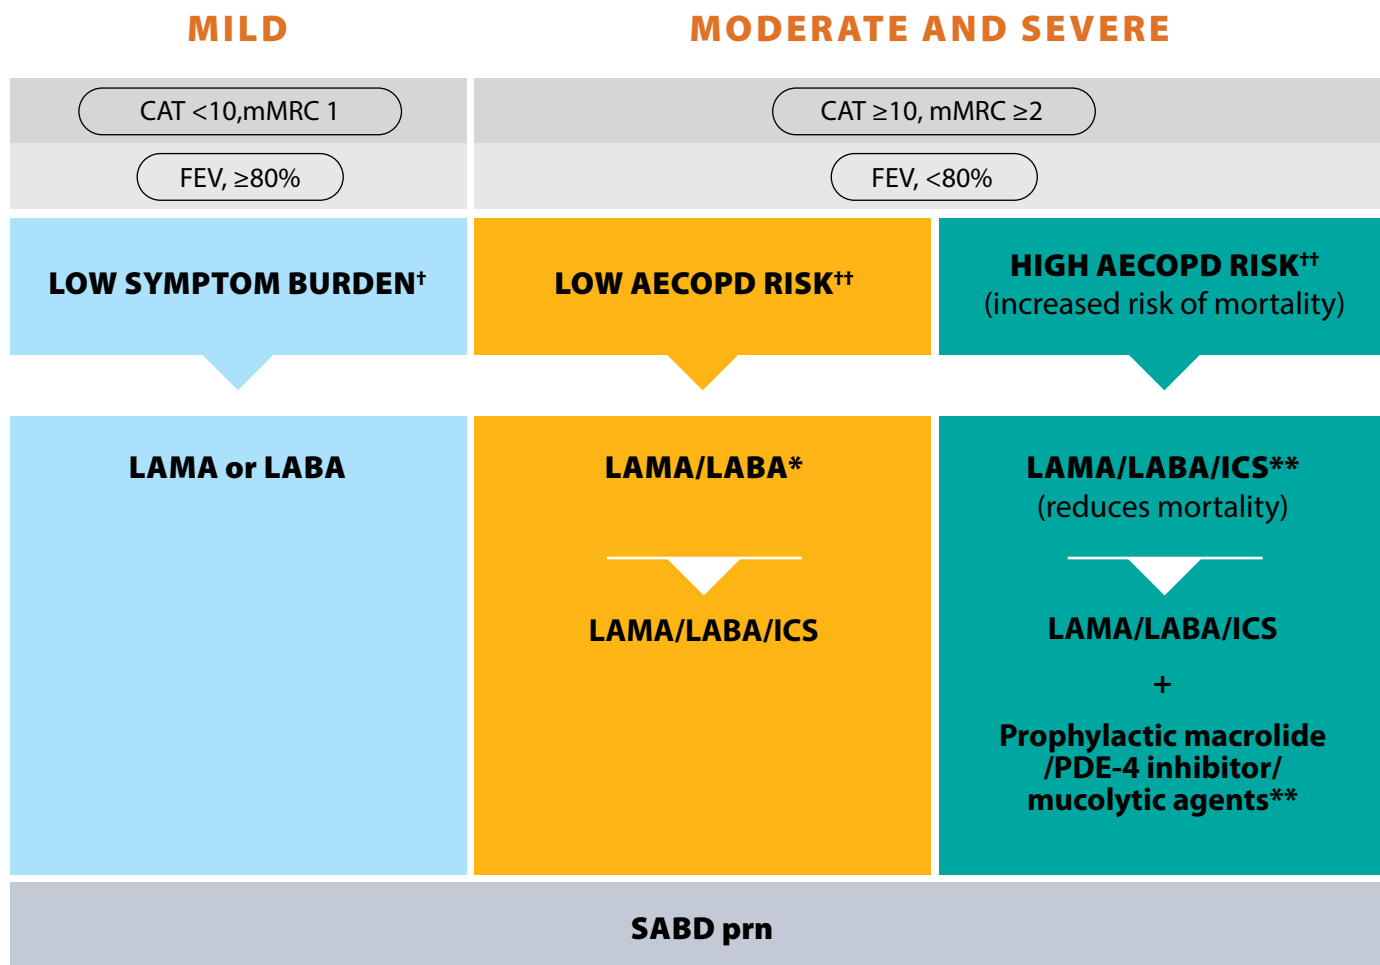 MILD
MODERATE AND SEVERE
CAT <10,mMRC 1
CAT ≥10, mMRC ≥2
FEV, ≥80%
FEV, <80%
LOW SYMPTOM BURDEN†
LOW AECOPD RISK††
HIGH AECOPD RISK††
(increased risk of mortality)
LAMA or LABA
LAMA/LABA*
LAMA/LABA/ICS
LAMA/LABA/ICS**
(reduces mortality)
LAMA/LABA/ICS
+
Prophylactic macrolide
/PDE-4 inhibitor/
mucolytic agents**
SABD prn